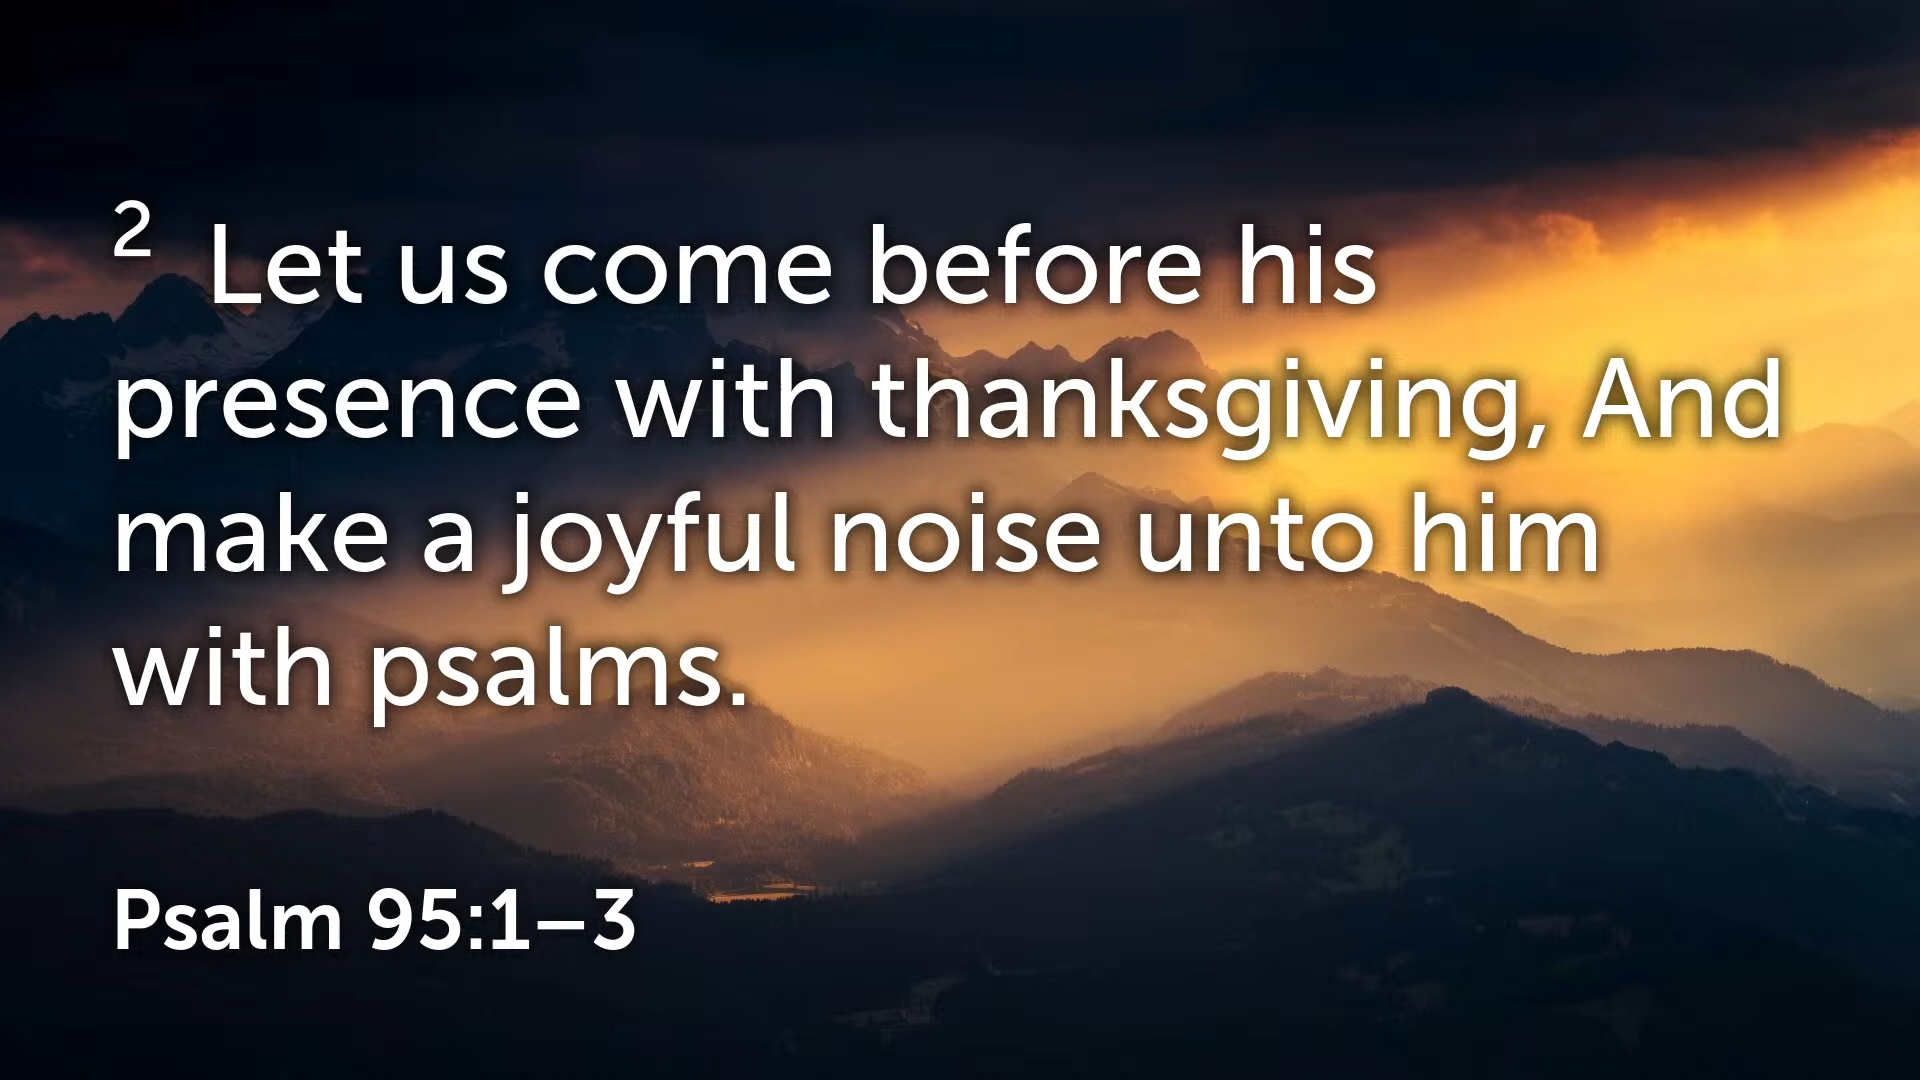 2 Let us come before his
presence with thanksgiving, And
make a joyful noise unto him
with psalms.
Psalm 95:1–3